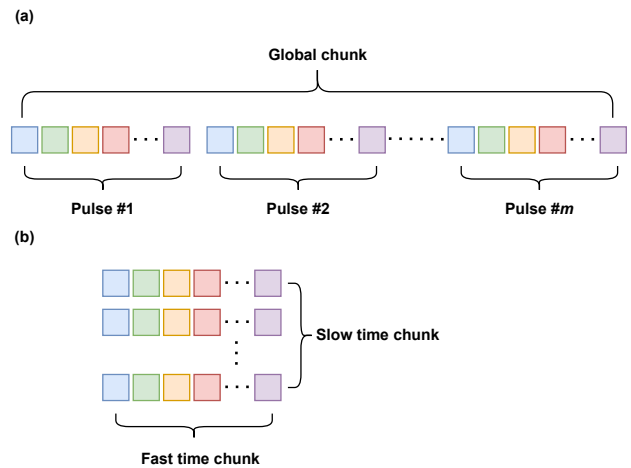 (a)
Global chunk
Pulse #1
Pulse #2
Pulse #m
(b)
Slow time chunk
Fast time chunk